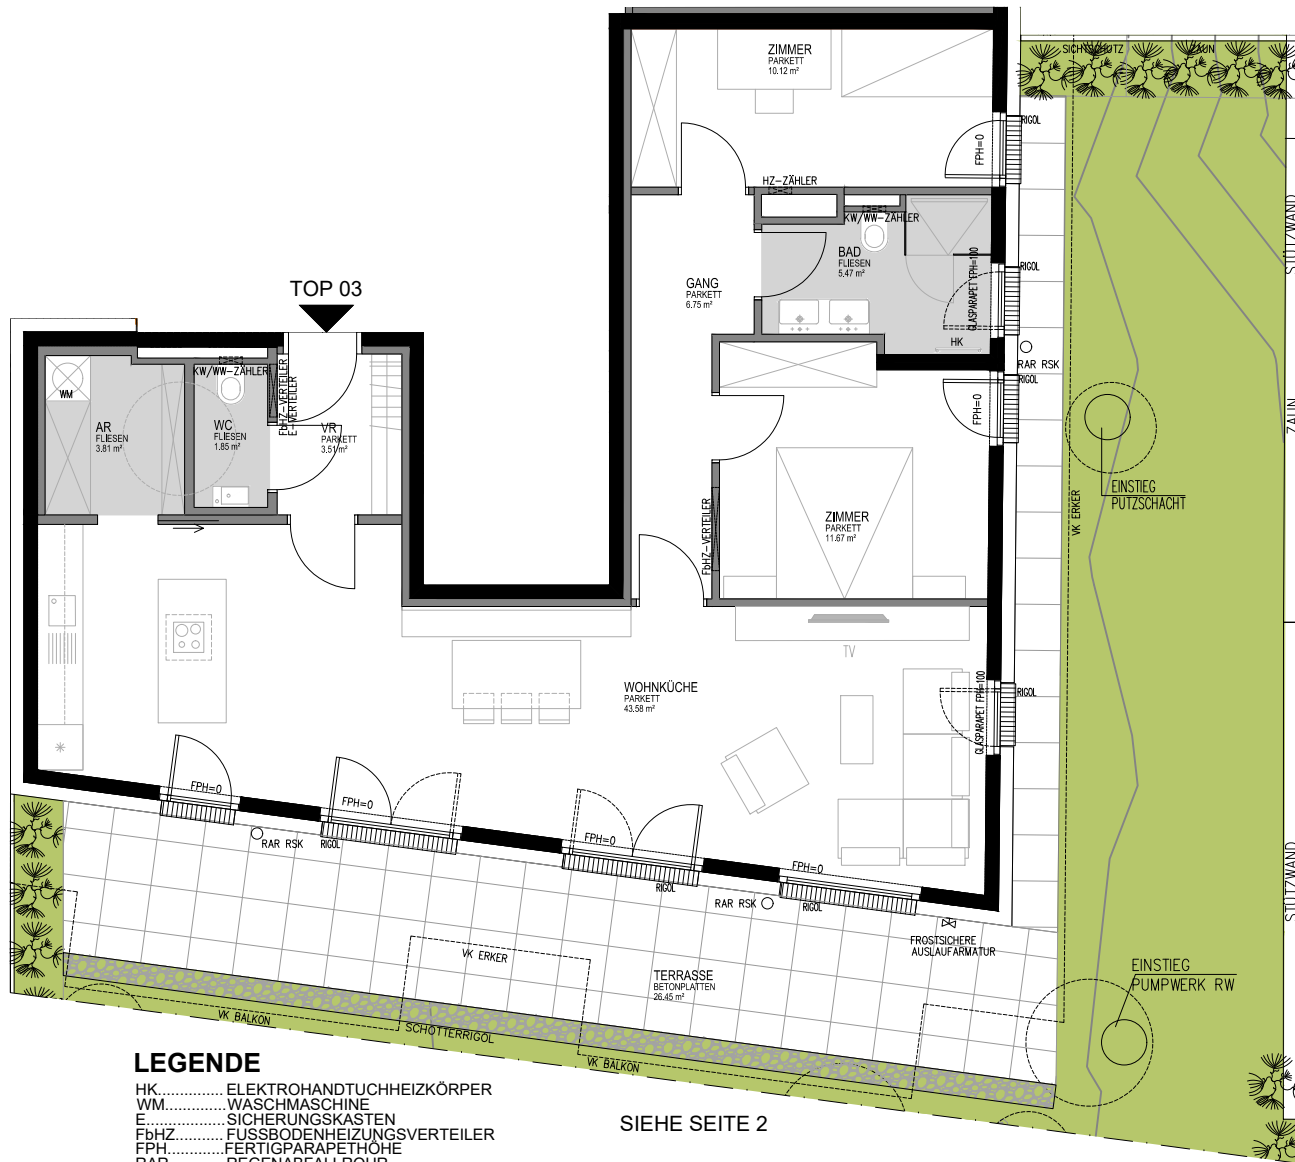 SICHTSCHUTZ
ZAUN
ZIMMER
PARKETT
10.12 m²
RIGOL
FPH=0
HZ-ZÄHLER
KW/WW-ZÄHLER
BAD
FLIESEN
5.47 m²
STÜTZWAND
GLASPARAPET FPH=100
RIGOL
GANG
PARKETT
6.75 m²
TOP 03
HK
RAR RSK
RIGOL
KW/WW-ZÄHLER
FbHZ-VERTEILER
E-VERTEILER
WM
FPH=0
AR
FLIESEN
3.81 m²
WC
FLIESEN
1.85 m²
VR
PARKETT
3.51 m²
ZAUN
EINSTIEG
PUTZSCHACHT
VK ERKER
FbHZ-VERTEILER
ZIMMER
PARKETT
11.67 m²
TV
WOHNKÜCHE
PARKETT
43.58 m²
GLASPARAPET FPH=100
RIGOL
FPH=0
FPH=0
FPH=0
FPH=0
RAR RSK
RIGOL
RIGOL
RAR RSK
RIGOL
STÜTZWAND
FROSTSICHERE
AUSLAUFARMATUR
VK ERKER
TERRASSE
BETONPLATTEN
26.45 m²
EINSTIEG
PUMPWERK RW
VK BALKON
SCHOTTERRIGOL
VK BALKON
LEGENDE
HK.............. ELEKTROHANDTUCHHEIZKÖRPER
WM.............WASCHMASCHINE
E.................SICHERUNGSKASTEN
FbHZ.......... FUSSBODENHEIZUNGSVERTEILER
FPH............FERTIGPARAPETHÖHE
RAR............REGENABFALLROHR
SIEHE SEITE 2